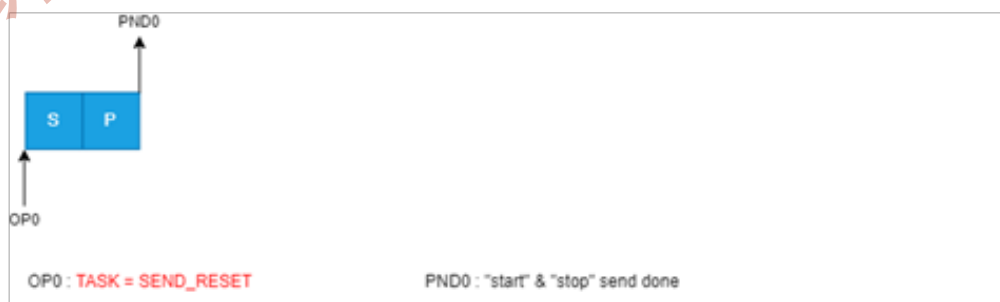 PND0
S P
OP0
OP0 : TASK = SEND_RESET PND0 : "start" & "stop" send done